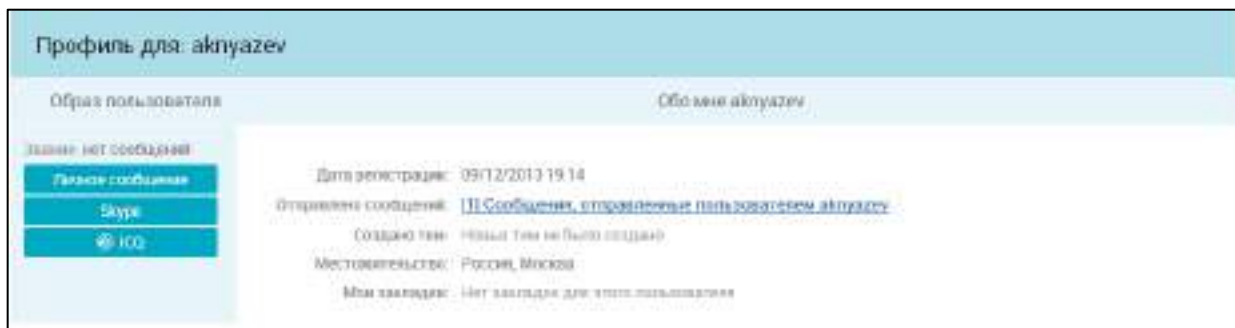 Профиль для: aknyazev
Образ пользователя
Обо мне aknyazev
Звание: нет сообщений
Личное сообщение
Skype
ICQ
Дата регистрации: 09/12/2013 19:14
Отправлено сообщений: [1] Сообщения, отправленные пользователем aknyazev
Создано тем: Новых тем не было создано
Местожительство: Россия, Москва
Мои закладки: Нет закладок для этого пользователя